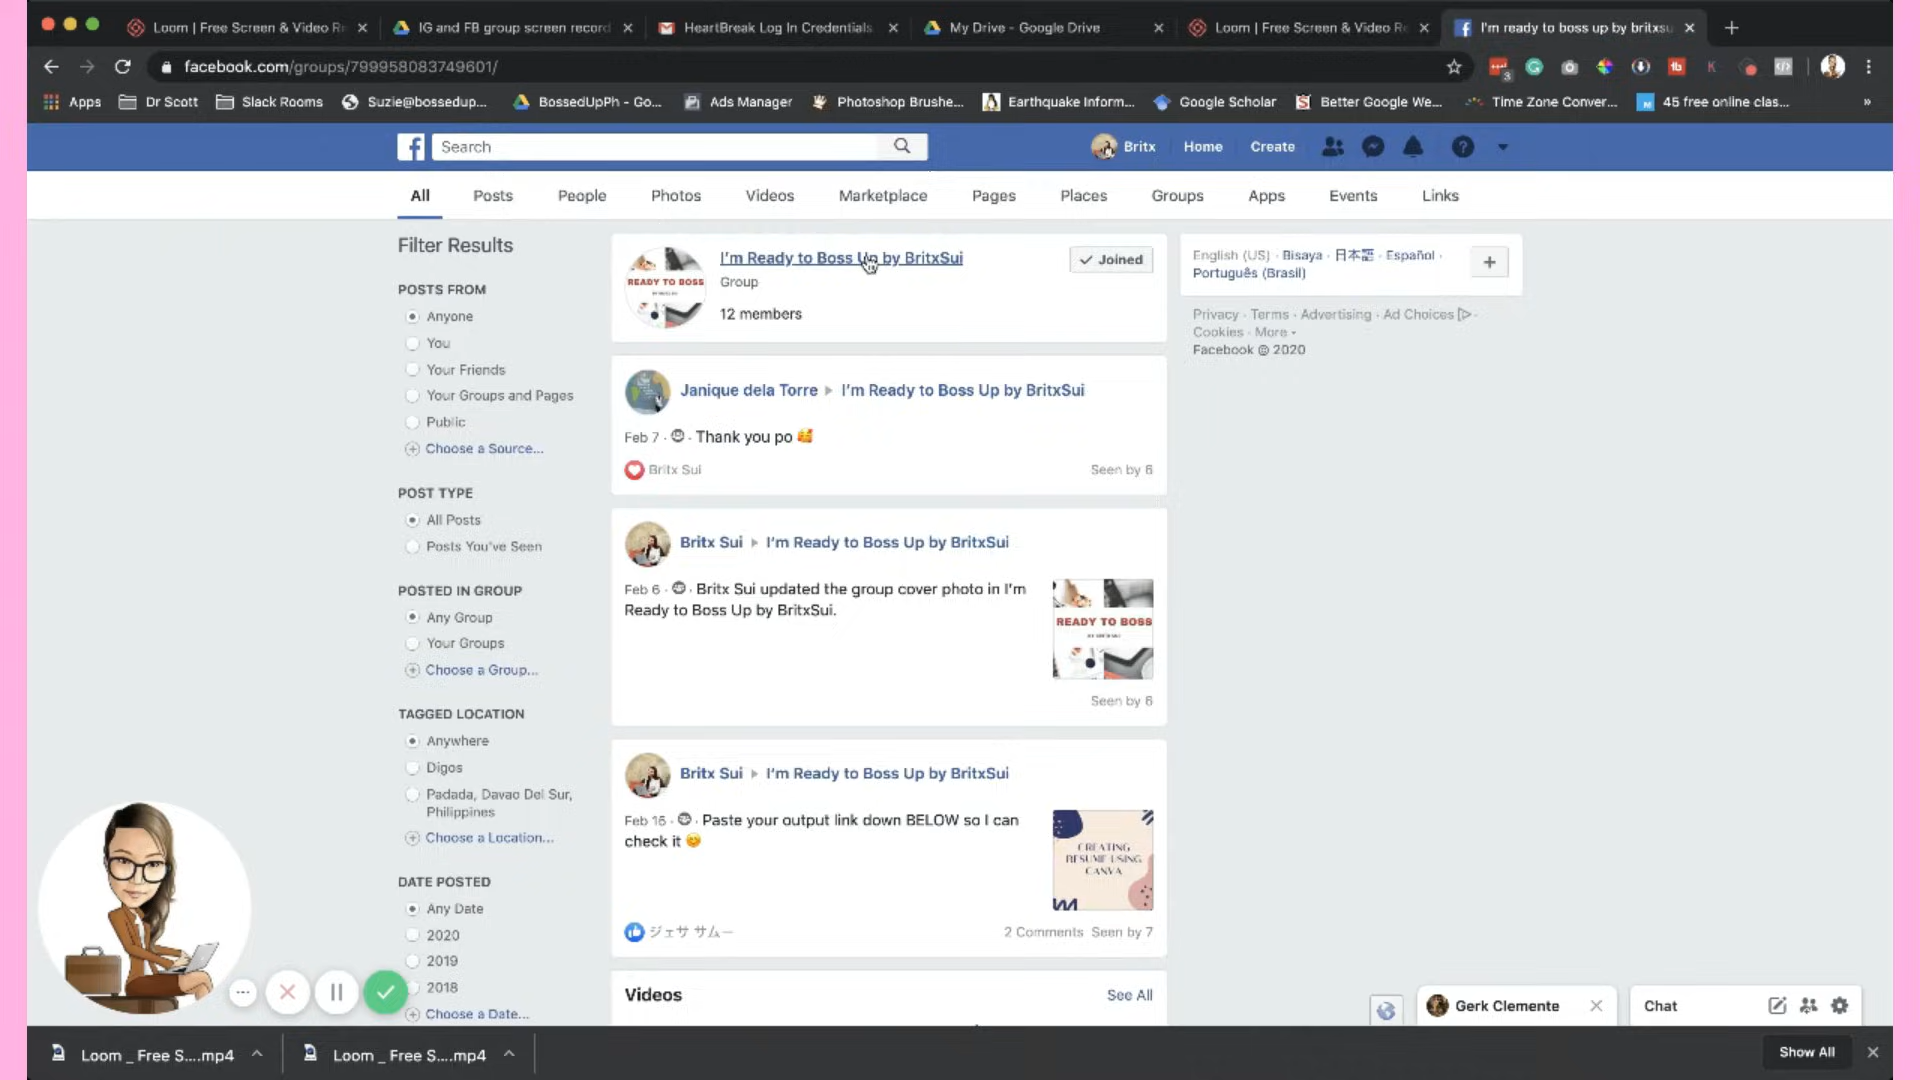 Loom | Free Screen & Video Re
IG and FB group screen record
HeartBreak Log In Credentials
My Drive - Google Drive
Loom | Free Screen & Video Re
I'm ready to boss up by britxsu
facebook.com/groups/799958083749601/
3
Apps
Dr Scott
Slack Rooms
Suzie@bossedup...
BossedUpPh - Go...
Ads Manager
Photoshop Brushe...
Earthquake Inform...
Google Scholar
Better Google We...
Time Zone Conver...
45 free online clas...
»
Search
Britx
Home
Create
All
Posts
People
Photos
Videos
Marketplace
Pages
Places
Groups
Apps
Events
Links
Filter Results
POSTS FROM
Anyone
You
Your Friends
Your Groups and Pages
Public
Choose a Source...
POST TYPE
All Posts
Posts You've Seen
POSTED IN GROUP
Any Group
Your Groups
Choose a Group...
TAGGED LOCATION
Anywhere
Digos
Padada, Davao Del Sur,
Philippines
Choose a Location...
DATE POSTED
Any Date
2020
2019
2018
Choose a Date...
READY TO BOSS
I'm Ready to Boss Up by BritxSui
Group
12 members
Joined
Janique dela Torre ▸ I'm Ready to Boss Up by BritxSui
Feb 7 · Thank you po 🥰
Britx Sui
Seen by 6
Britx Sui ▸ I'm Ready to Boss Up by BritxSui
Feb 6 · Britx Sui updated the group cover photo in I'm
Ready to Boss Up by BritxSui.
READY TO BOSS
Seen by 6
Britx Sui ▸ I'm Ready to Boss Up by BritxSui
Feb 15 · Paste your output link down BELOW so I can
check it 😊
CREATING
RESUME USING
CANVA
ジェサ サムー
2 Comments Seen by 7
Videos
See All
English (US) · Bisaya · 日本語 · Español ·
Português (Brasil)
Privacy · Terms · Advertising · Ad Choices ·
Cookies · More
Facebook © 2020
Gerk Clemente
Chat
Loom _ Free S....mp4
Loom _ Free S....mp4
Show All